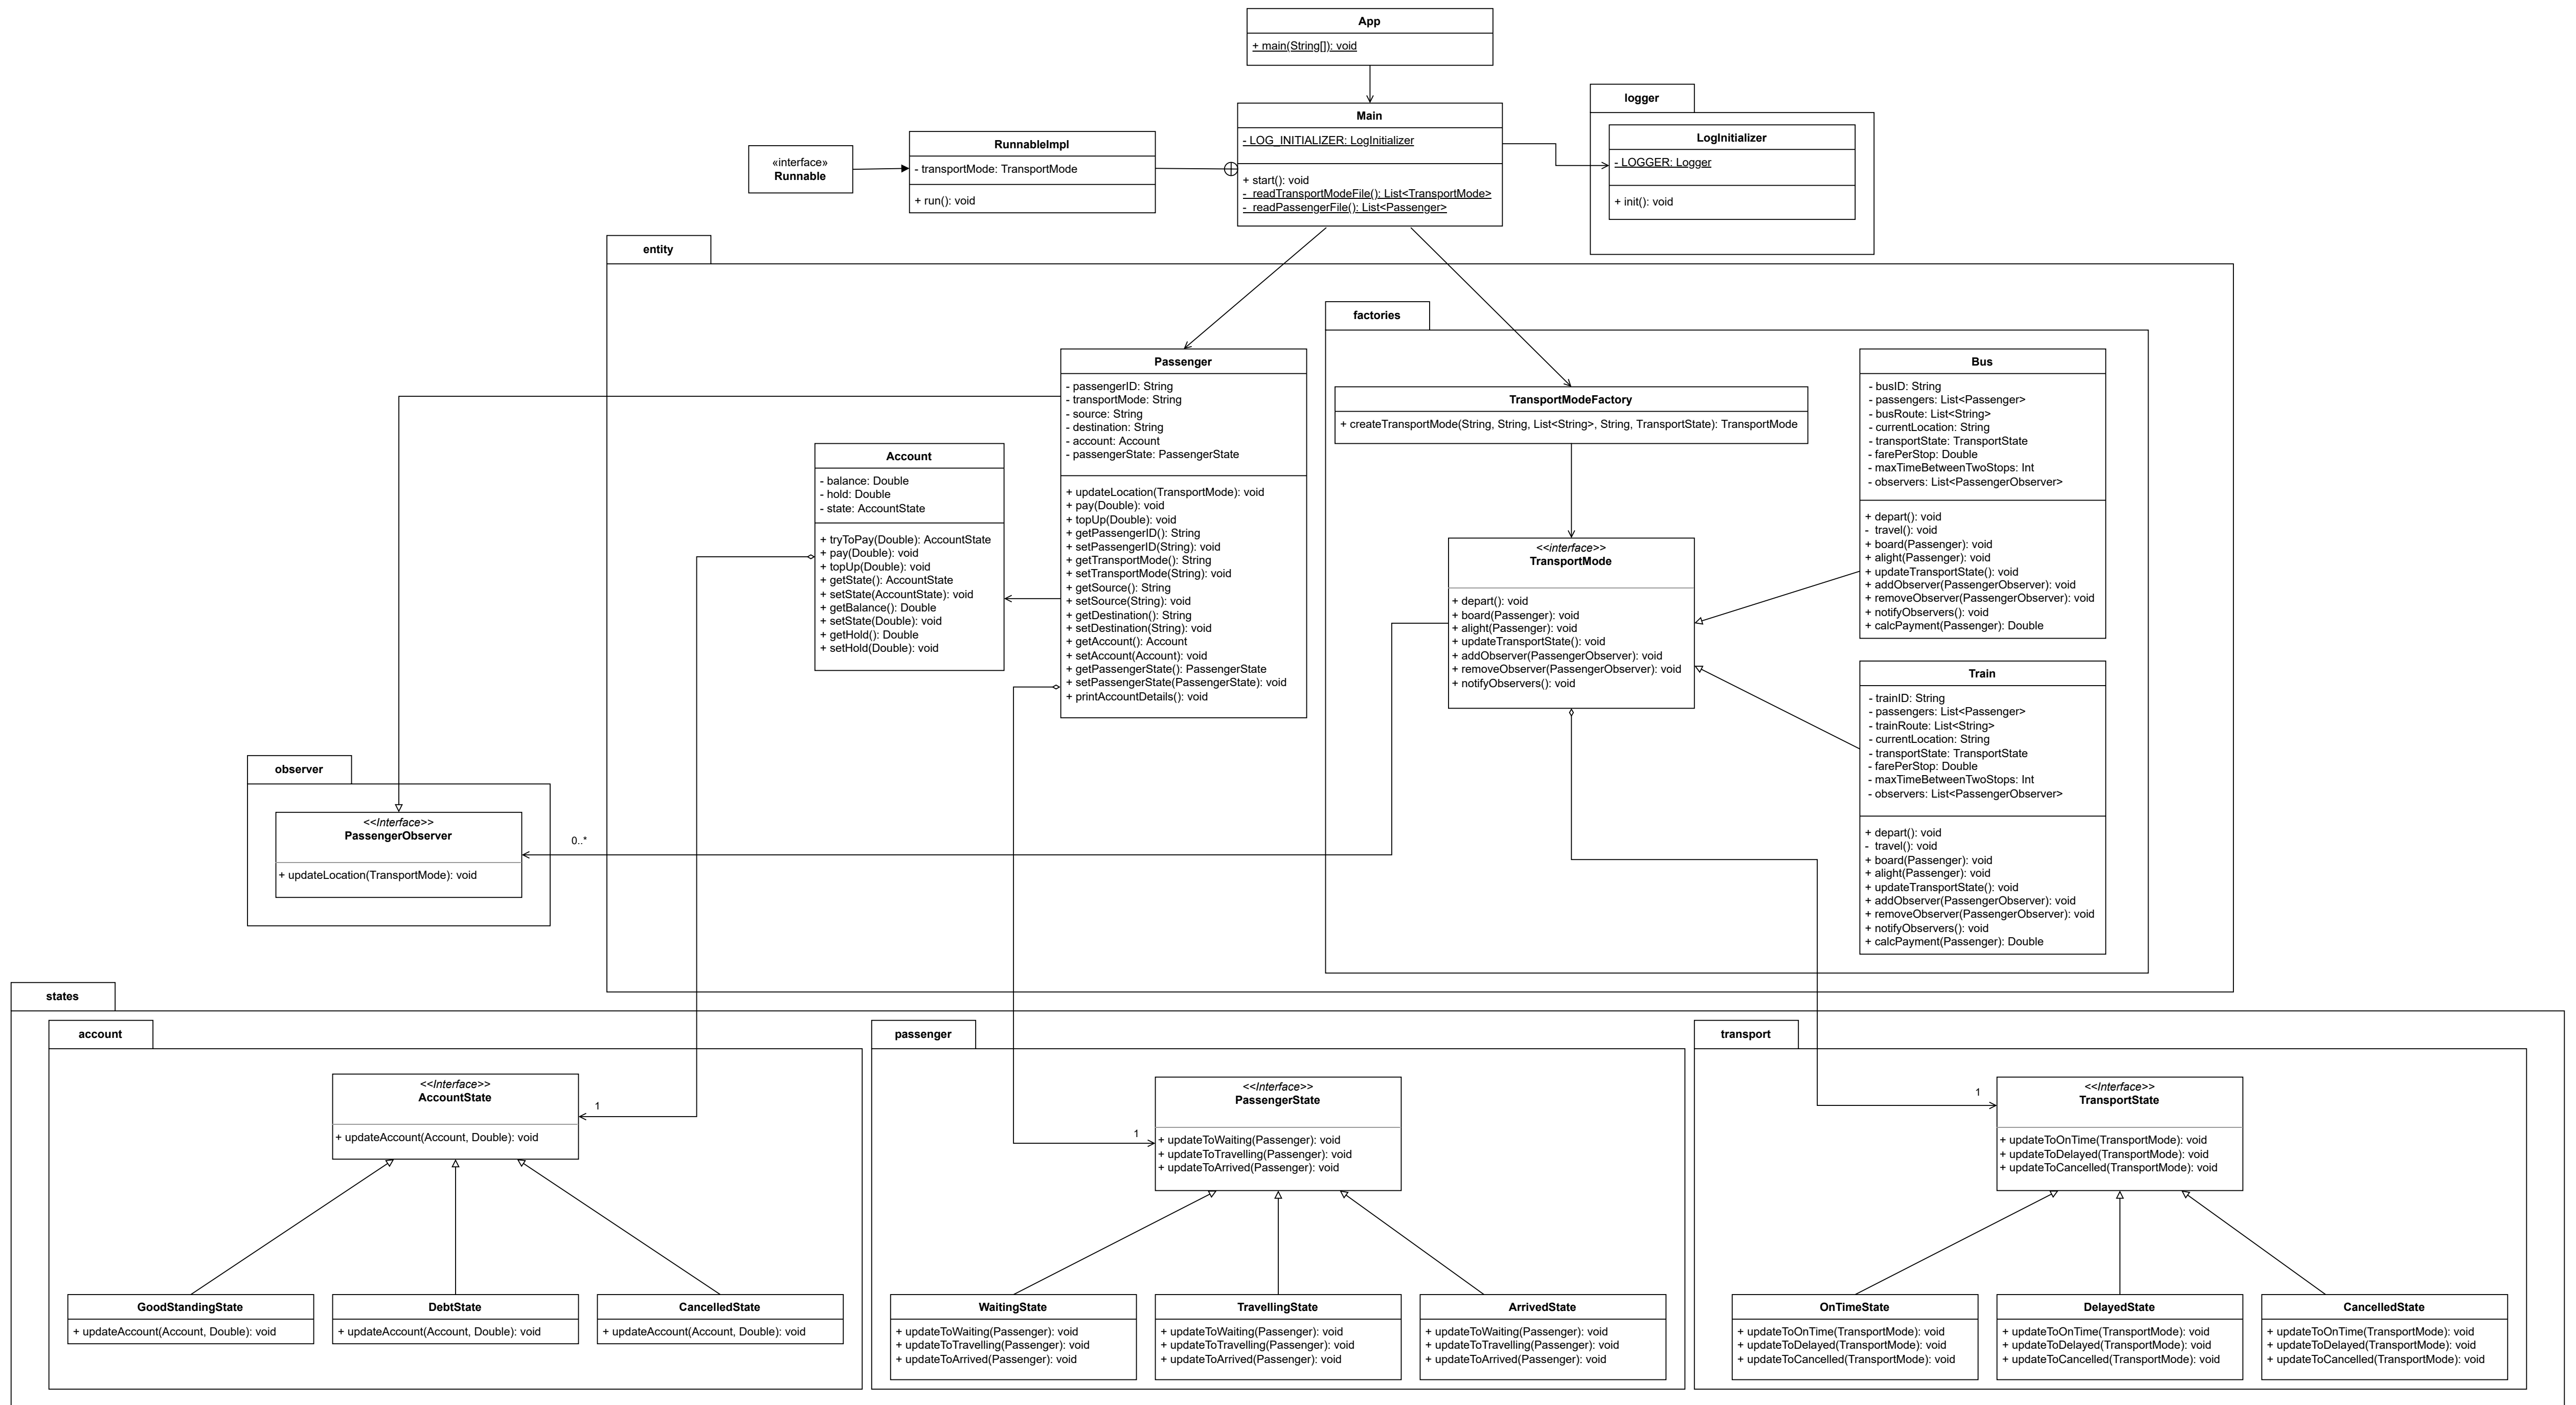 App
+ main(String[]): void
logger
Main
- LOG_INITIALIZER: LogInitializer
+ start(): void
-  readTransportModeFile(): List<TransportMode>
-  readPassengerFile(): List<Passenger>
LogInitializer
- LOGGER: Logger
+ init(): void
«interface»
Runnable
RunnableImpl
- transportMode: TransportMode
+ run(): void
entity
factories
Passenger
- passengerID: String
- transportMode: String
- source: String
- destination: String
- account: Account
- passengerState: PassengerState
+ updateLocation(TransportMode): void
+ pay(Double): void
+ topUp(Double): void
+ getPassengerID(): String
+ setPassengerID(String): void
+ getTransportMode(): String
+ setTransportMode(String): void
+ getSource(): String
+ setSource(String): void
+ getDestination(): String
+ setDestination(String): void
+ getAccount(): Account
+ setAccount(Account): void
+ getPassengerState(): PassengerState
+ setPassengerState(PassengerState): void
+ printAccountDetails(): void
Account
- balance: Double
- hold: Double
- state: AccountState
+ tryToPay(Double): AccountState
+ pay(Double): void
+ topUp(Double): void
+ getState(): AccountState
+ setState(AccountState): void
+ getBalance(): Double
+ setState(Double): void
+ getHold(): Double
+ setHold(Double): void
TransportModeFactory
+ createTransportMode(String, String, List<String>, String, TransportState): TransportMode
<<interface>>
TransportMode
+ depart(): void
+ board(Passenger): void
+ alight(Passenger): void
+ updateTransportState(): void
+ addObserver(PassengerObserver): void
+ removeObserver(PassengerObserver): void
+ notifyObservers(): void
Bus
- busID: String
- passengers: List<Passenger>
- busRoute: List<String>
- currentLocation: String
- transportState: TransportState
- farePerStop: Double
- maxTimeBetweenTwoStops: Int
- observers: List<PassengerObserver>
+ depart(): void
-  travel(): void
+ board(Passenger): void
+ alight(Passenger): void
+ updateTransportState(): void
+ addObserver(PassengerObserver): void
+ removeObserver(PassengerObserver): void
+ notifyObservers(): void
+ calcPayment(Passenger): Double
Train
- trainID: String
- passengers: List<Passenger>
- trainRoute: List<String>
- currentLocation: String
- transportState: TransportState
- farePerStop: Double
- maxTimeBetweenTwoStops: Int
- observers: List<PassengerObserver>
+ depart(): void
-  travel(): void
+ board(Passenger): void
+ alight(Passenger): void
+ updateTransportState(): void
+ addObserver(PassengerObserver): void
+ removeObserver(PassengerObserver): void
+ notifyObservers(): void
+ calcPayment(Passenger): Double
observer
<<Interface>>
PassengerObserver
+ updateLocation(TransportMode): void
0..*
states
account
<<Interface>>
AccountState
+ updateAccount(Account, Double): void
1
GoodStandingState
+ updateAccount(Account, Double): void
DebtState
+ updateAccount(Account, Double): void
CancelledState
+ updateAccount(Account, Double): void
passenger
<<Interface>>
PassengerState
+ updateToWaiting(Passenger): void
+ updateToTravelling(Passenger): void
+ updateToArrived(Passenger): void
1
WaitingState
+ updateToWaiting(Passenger): void
+ updateToTravelling(Passenger): void
+ updateToArrived(Passenger): void
TravellingState
+ updateToWaiting(Passenger): void
+ updateToTravelling(Passenger): void
+ updateToArrived(Passenger): void
ArrivedState
+ updateToWaiting(Passenger): void
+ updateToTravelling(Passenger): void
+ updateToArrived(Passenger): void
transport
<<Interface>>
TransportState
+ updateToOnTime(TransportMode): void
+ updateToDelayed(TransportMode): void
+ updateToCancelled(TransportMode): void
1
OnTimeState
+ updateToOnTime(TransportMode): void
+ updateToDelayed(TransportMode): void
+ updateToCancelled(TransportMode): void
DelayedState
+ updateToOnTime(TransportMode): void
+ updateToDelayed(TransportMode): void
+ updateToCancelled(TransportMode): void
CancelledState
+ updateToOnTime(TransportMode): void
+ updateToDelayed(TransportMode): void
+ updateToCancelled(TransportMode): void